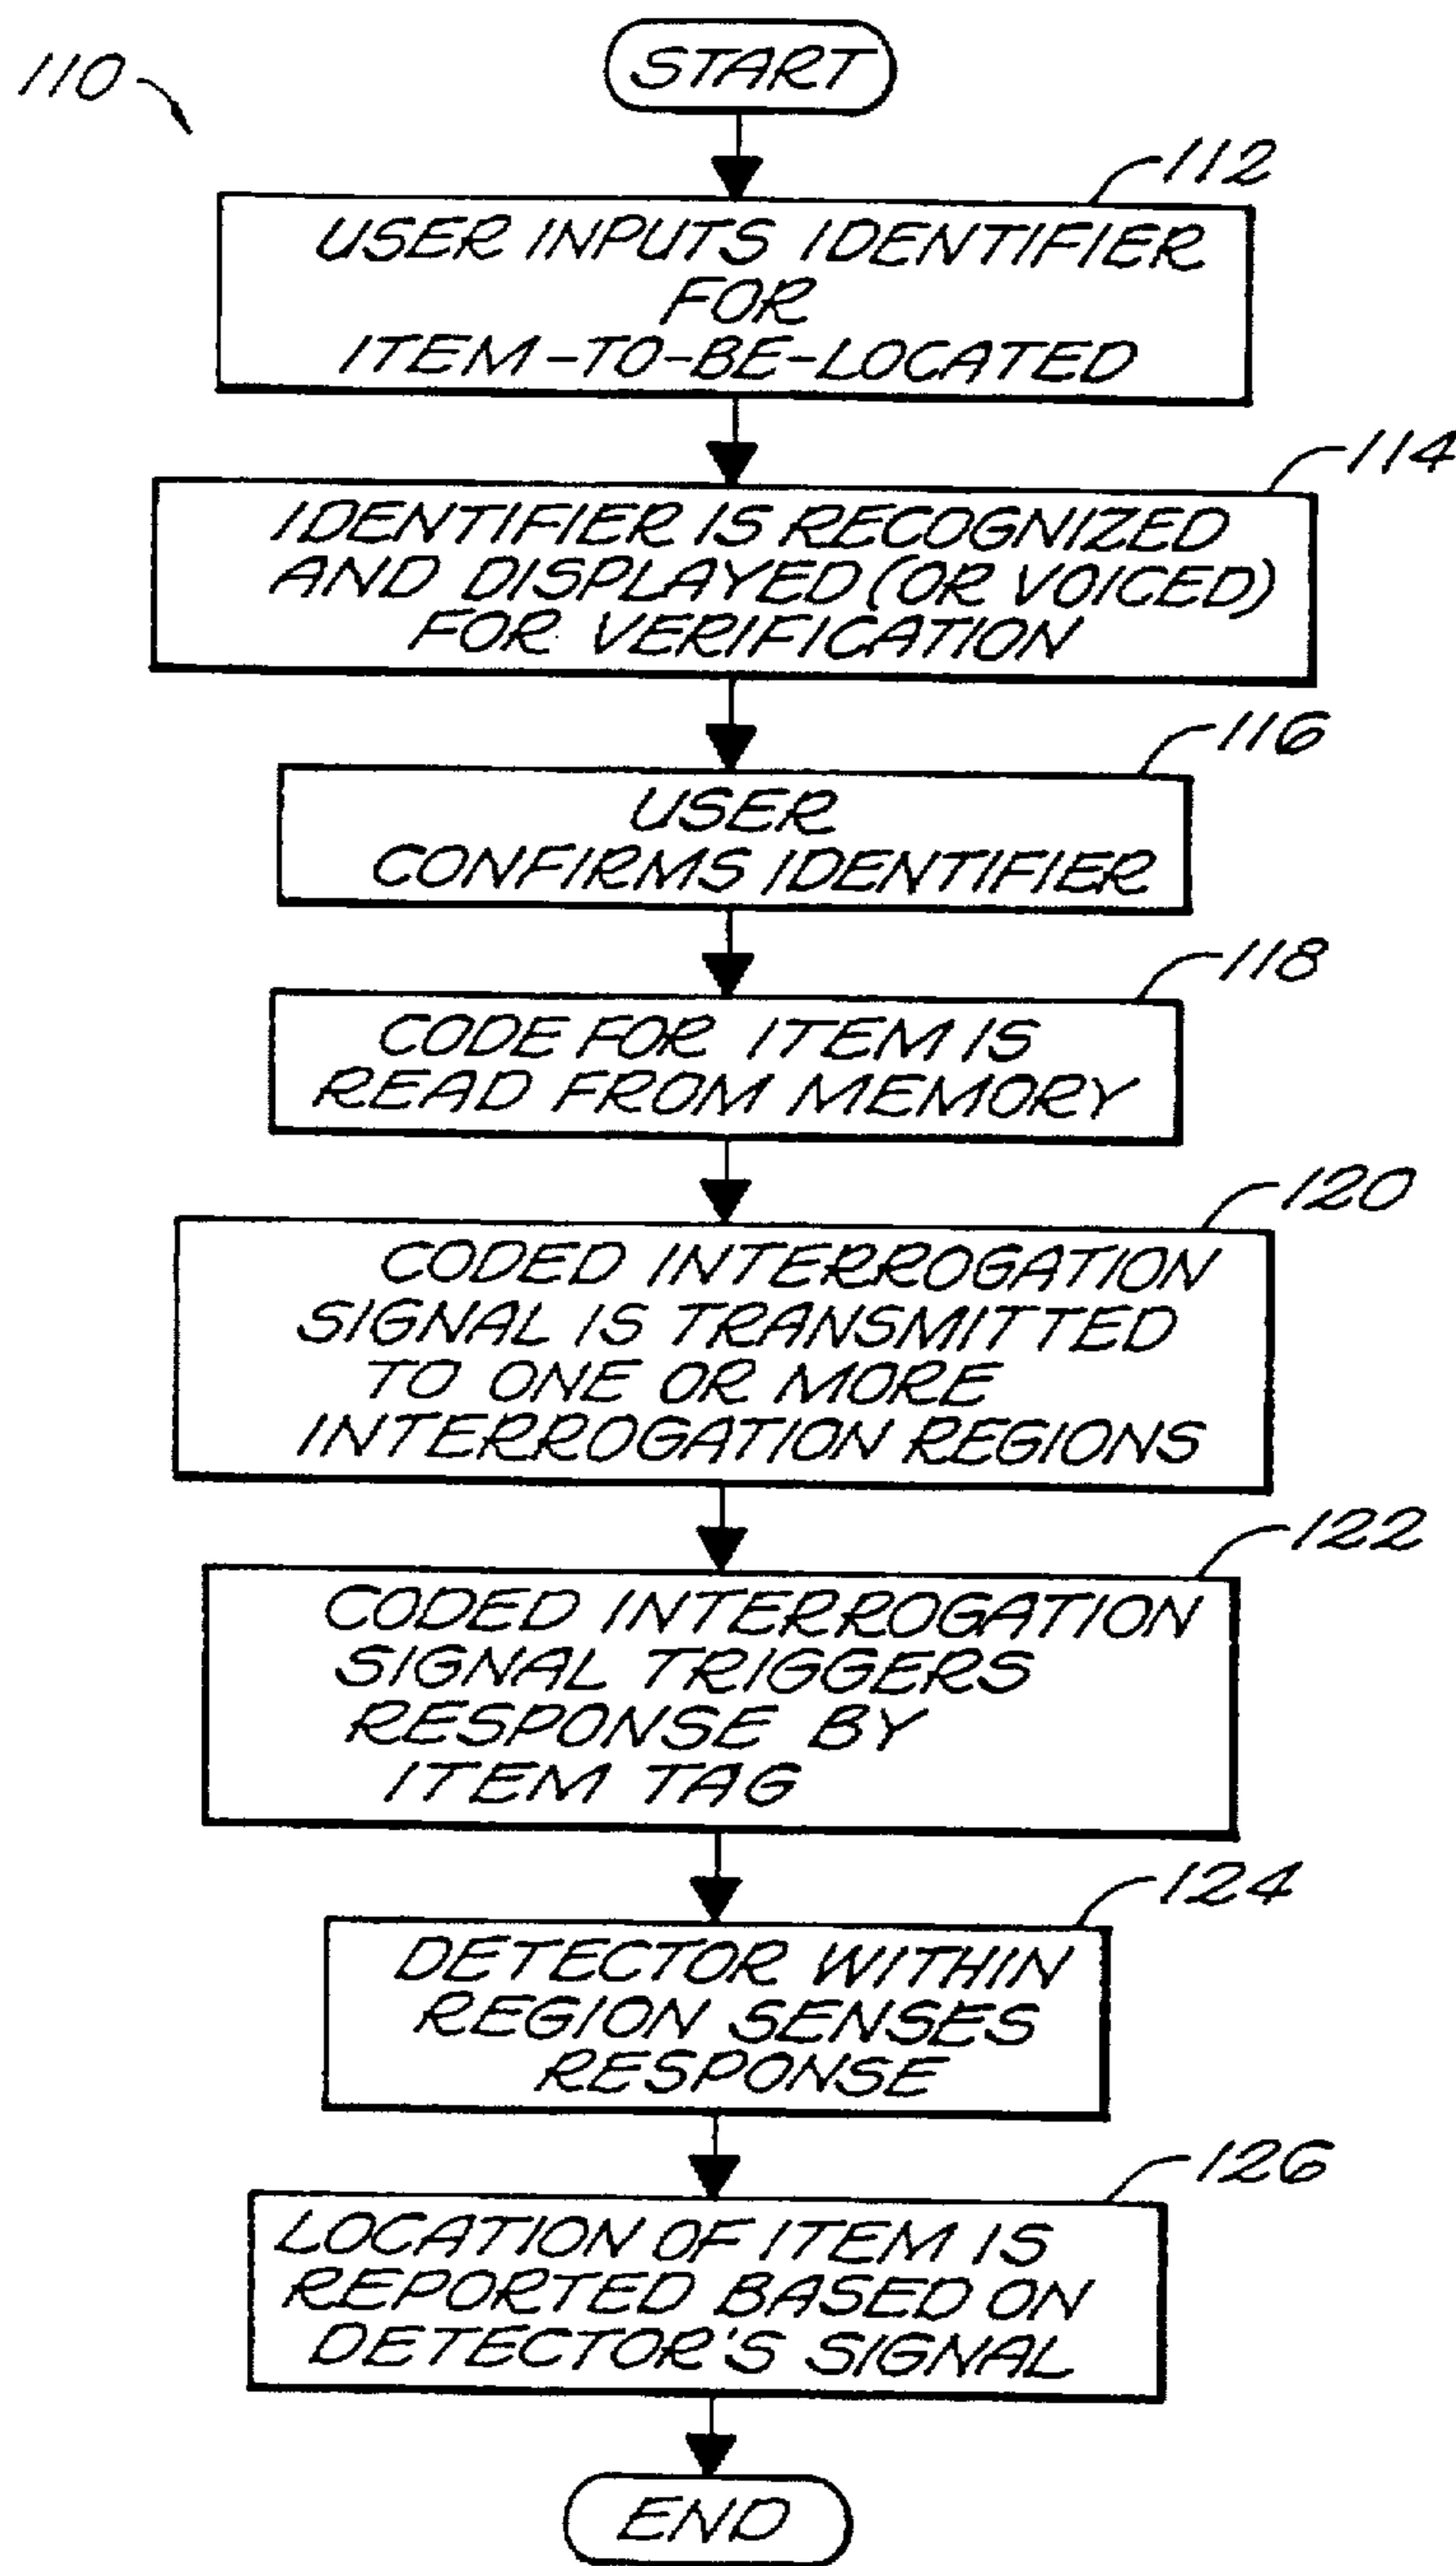 START
110
112
USER INPUTS IDENTIFIER
FOR
ITEM-TO-BE-LOCATED
114
IDENTIFIER IS RECOGNIZED
AND DISPLAYED (OR VOICED)
FOR VERIFICATION
116
USER
CONFIRMS IDENTIFIER
118
CODE FOR ITEM IS
READ FROM MEMORY
120
CODED INTERROGATION
SIGNAL IS TRANSMITTED
TO ONE OR MORE
INTERROGATION REGIONS
122
CODED INTERROGATION
SIGNAL TRIGGERS
RESPONSE BY
ITEM TAG
124
DETECTOR WITHIN
REGION SENSES
RESPONSE
126
LOCATION OF ITEM IS
REPORTED BASED ON
DETECTOR'S SIGNAL
END